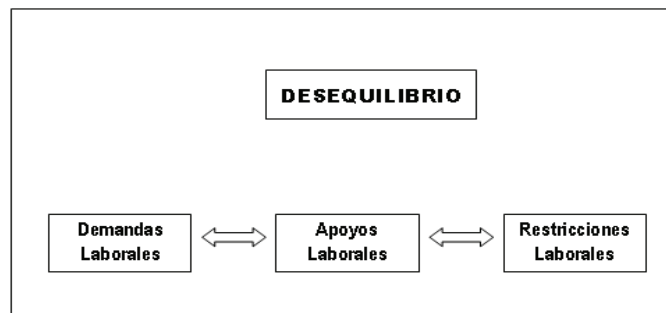 DESEQUILIBRIO
Demandas
Laborales
Apoyos
Laborales
Restricciones
Laborales